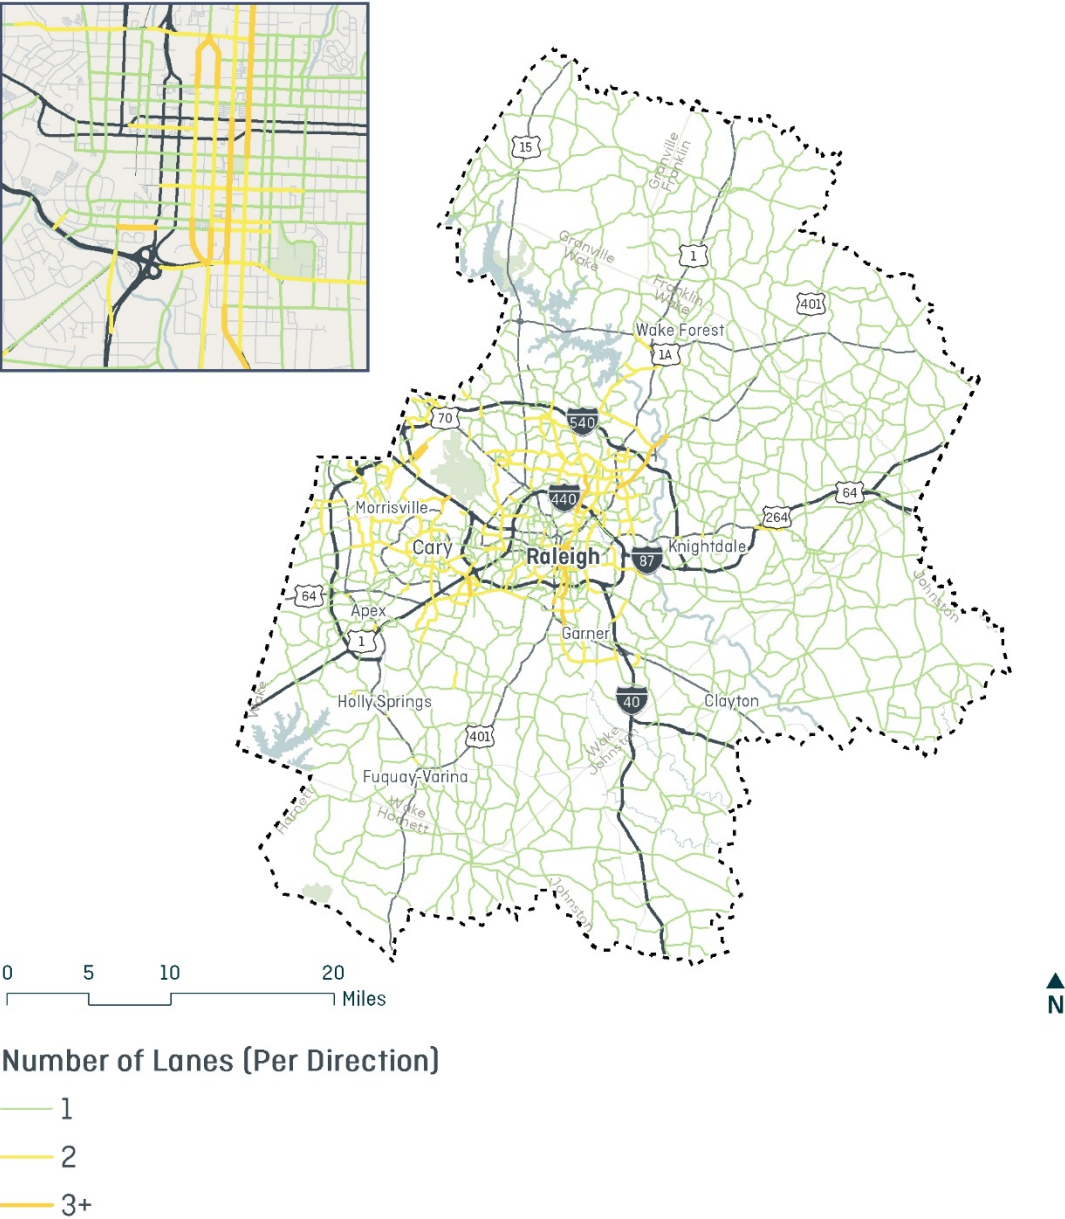 15
Granville
Franklin
Granville
Wake
1
Franklin
Wake
401
Wake Forest
1A
70
540
64
440
Morrisville
264
Cary
Raleigh
87
Knightdale
64
Johnston
Apex
Garner
1
Wake
Holly Springs
40
Clayton
401
Wake
Johnston
Fuquay-Varina
Harnett
Wake
Harnett
Johnston
0 5 10 20
Miles
N
Number of Lanes (Per Direction)
1
2
3+